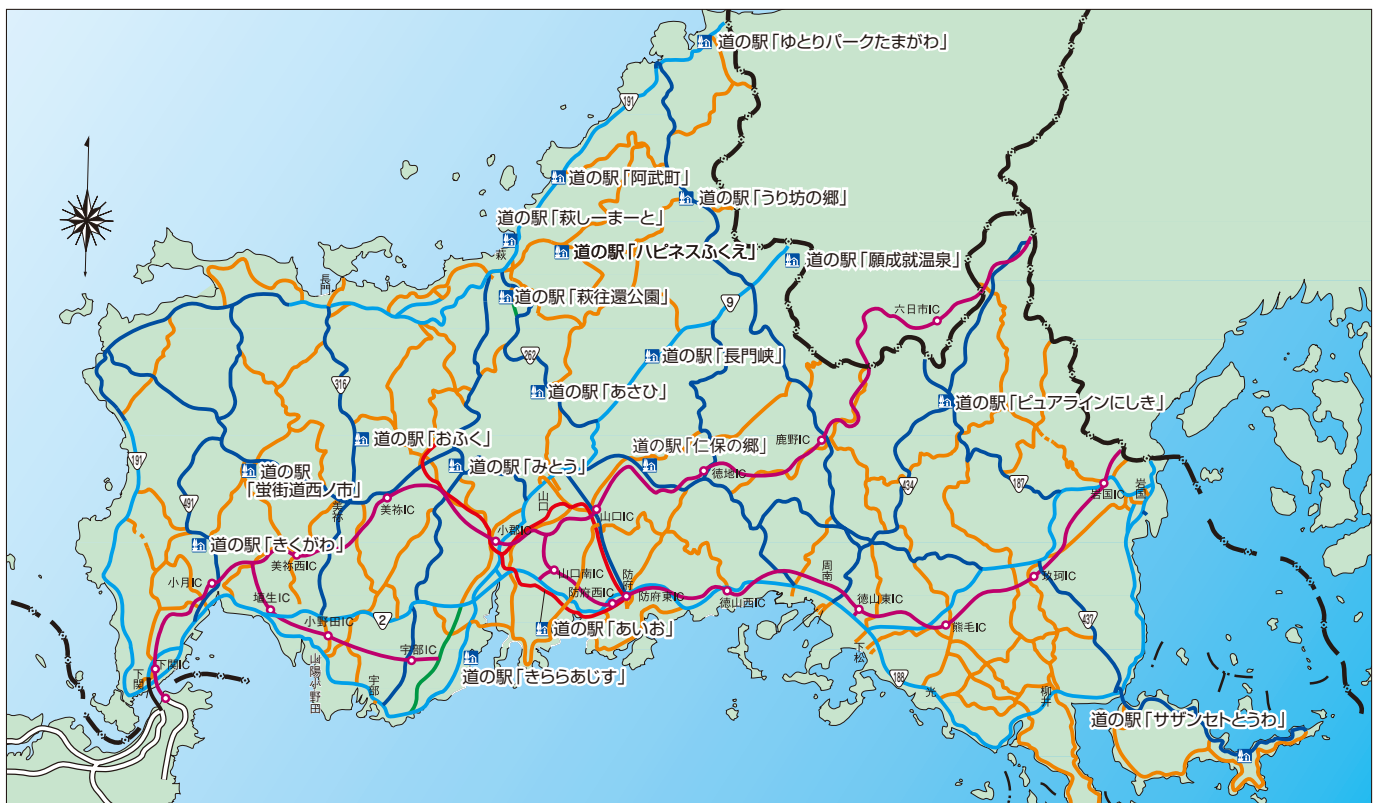 道の駅「ゆとりパークたまがわ」
191
道の駅「阿武町」
道の駅「うり坊の郷」
道の駅「萩しーまーと」
萩
道の駅「ハピネスふくえ」
道の駅「願成就温泉」
長門
道の駅「萩往還公園」
9
六日市IC
262
道の駅「長門峡」
316
道の駅「あさひ」
道の駅「ピュアラインにしき」
道の駅「おふく」
道の駅「仁保の郷」
鹿野IC
191
道の駅
「蛍街道西ノ市」
道の駅「みとう」
徳地IC
434
187
岩国IC
岩国
491
美祢
美祢IC
山口
山口IC
小郡IC
道の駅「きくがわ」
美祢西IC
小月IC
山口南IC
防府
周南
玖珂IC
埴生IC
防府西IC
防府東IC
徳山西IC
徳山東IC
2
小野田IC
道の駅「あいお」
熊毛IC
437
宇部IC
下関IC
下関
山陽小野田
宇部
道の駅「きららあじす」
下松
188
光
柳井
道の駅「サザンセトとうわ」